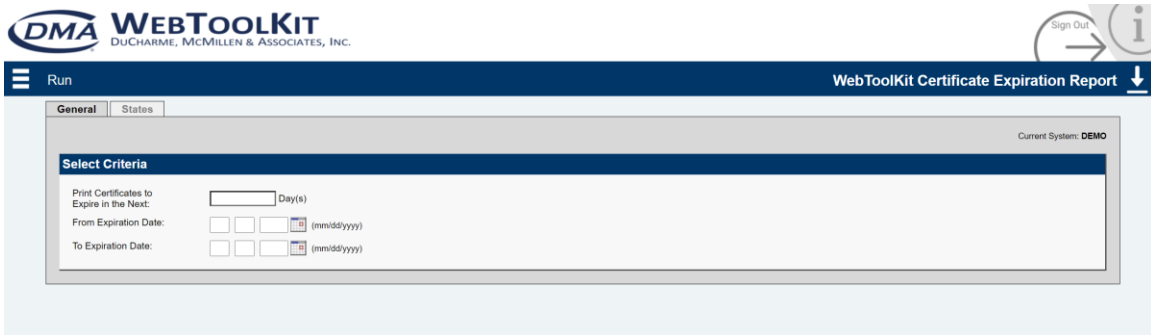 DMA WEBTOOLKIT
DUCHARME, MCMILLEN & ASSOCIATES, INC.
Sign Out
i
Run
WebToolKit Certificate Expiration Report
General States
Current System: DEMO
Select Criteria
Print Certificates to
Expire in the Next:
Day(s)
From Expiration Date:
(mm/dd/yyyy)
To Expiration Date:
(mm/dd/yyyy)